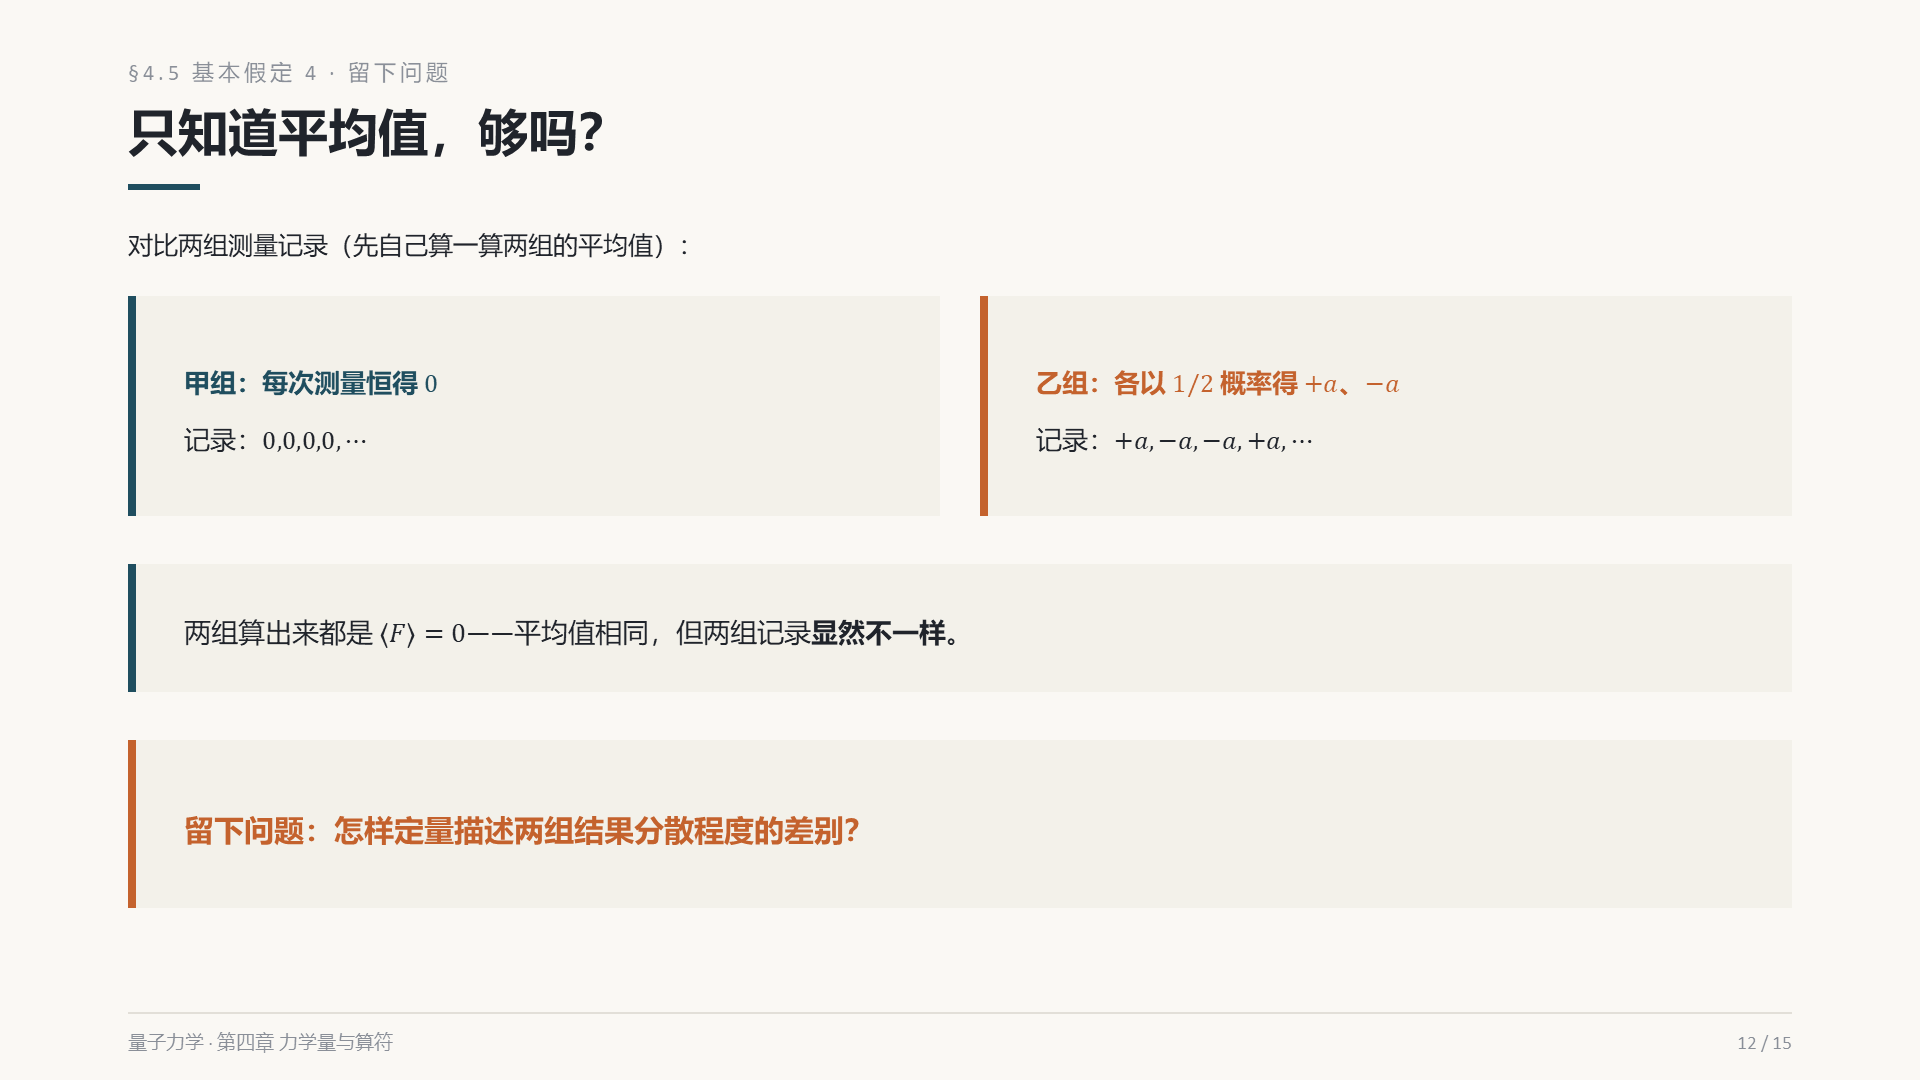 §4.5 基本假定 4 · 留下问题
只知道平均值，够吗？
对比两组测量记录（先自己算一算两组的平均值）：
甲组：每次测量恒得 0
记录：0,0,0,0, ⋯
乙组：各以 1/2 概率得 +a、−a
记录：+a, −a, −a, +a, ⋯
两组算出来都是 ⟨F⟩ = 0——平均值相同，但两组记录显然不一样。
留下问题：怎样定量描述两组结果分散程度的差别？
量子力学 · 第四章 力学量与算符
12 / 15